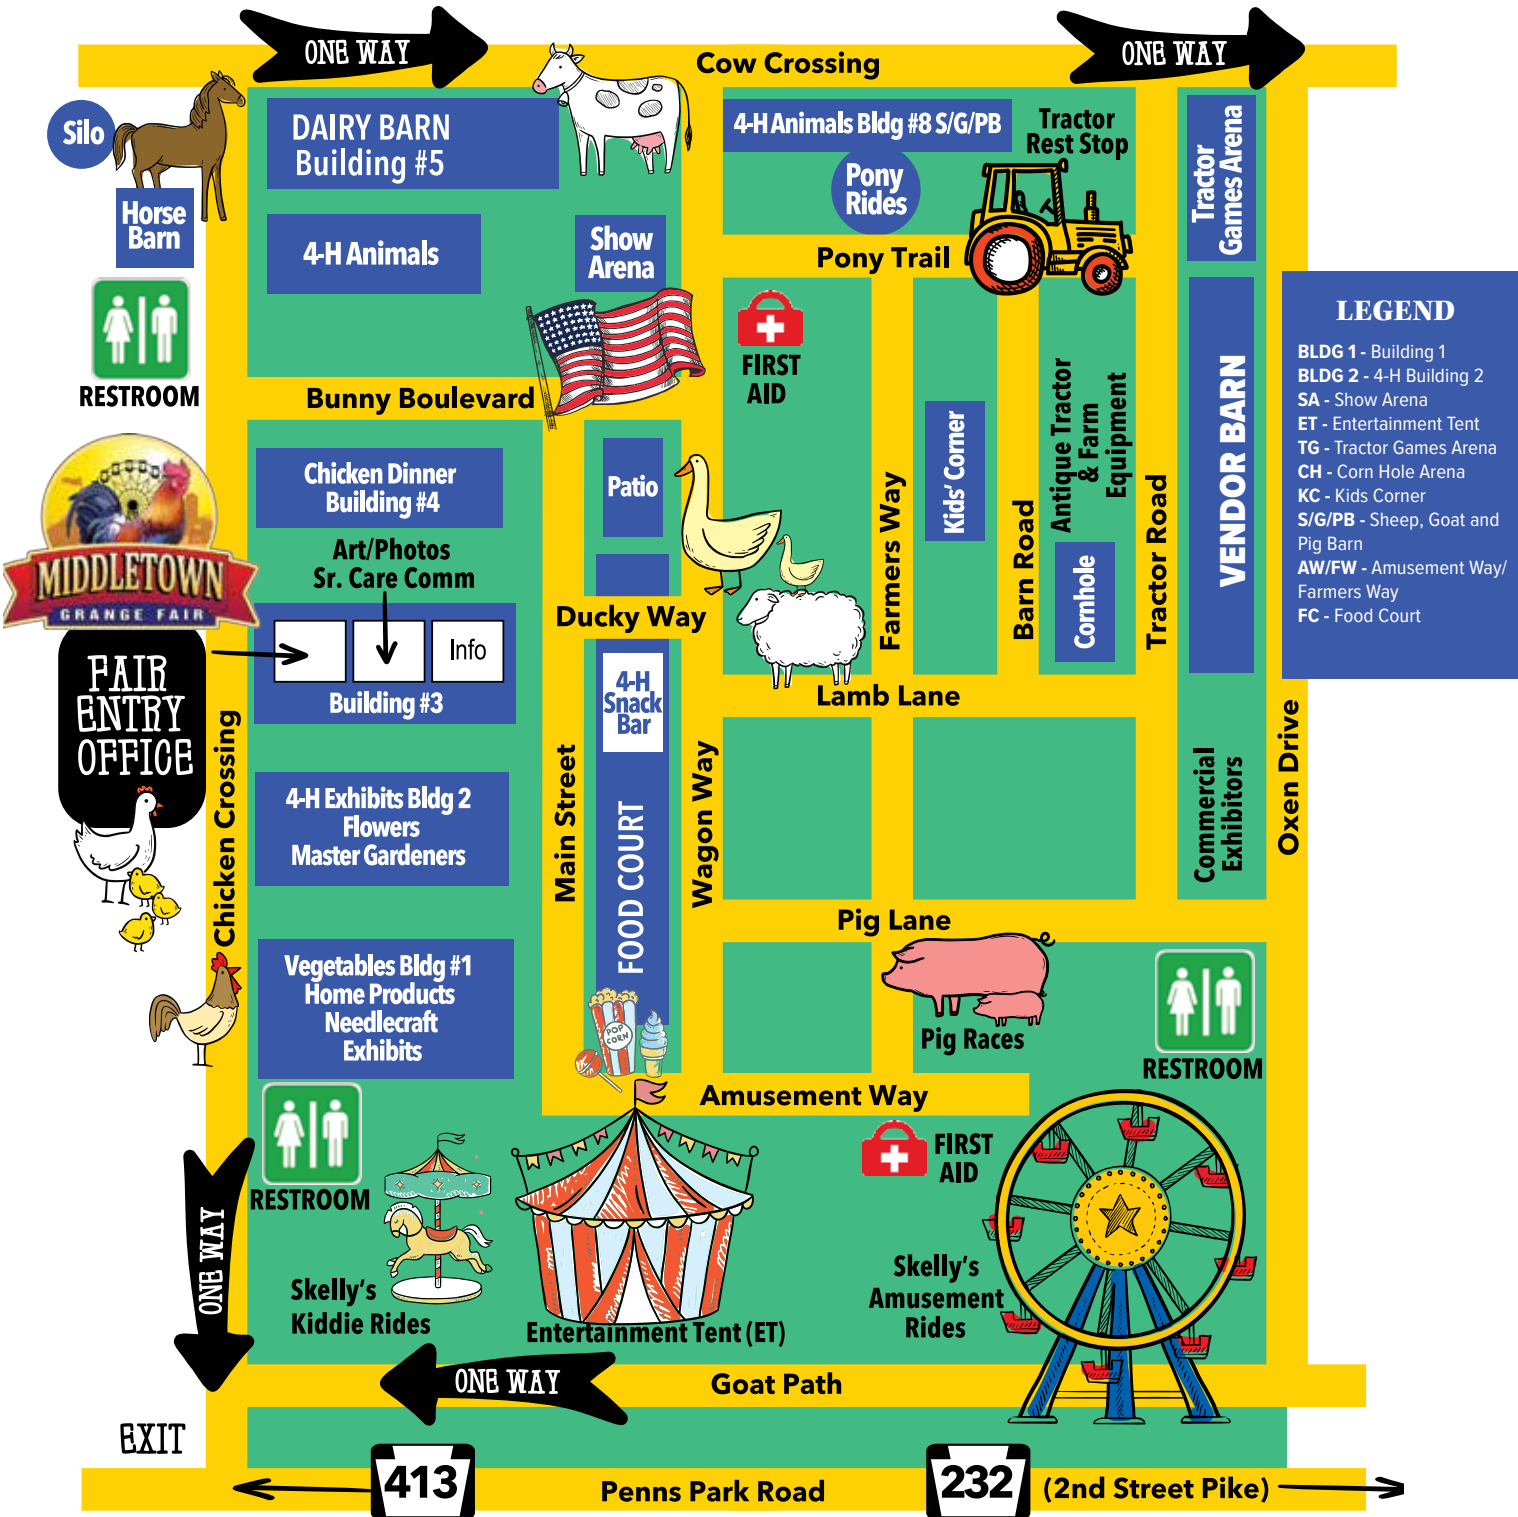 ONE WAY
Cow Crossing
ONE WAY
Silo
DAIRY BARN
Building #5
4-H Animals Bldg #8 S/G/PB
Tractor
Rest Stop
Tractor
Games Arena
Pony
Rides
Horse
Barn
4-H Animals
Show
Arena
Pony Trail
LEGEND
BLDG 1 - Building 1
BLDG 2 - 4-H Building 2
SA - Show Arena
ET - Entertainment Tent
TG - Tractor Games Arena
CH - Corn Hole Arena
KC - Kids Corner
S/G/PB - Sheep, Goat and
Pig Barn
AW/FW - Amusement Way/
Farmers Way
FC - Food Court
RESTROOM
FIRST
AID
Bunny Boulevard
Kids' Corner
Antique Tractor
& Farm
Equipment
VENDOR BARN
Chicken Dinner
Building #4
Patio
Art/Photos
Sr. Care Comm
MIDDLETOWN
GRANGE FAIR
Farmers Way
Barn Road
Cornhole
Tractor Road
Ducky Way
Info
Building #3
FAIR
ENTRY
OFFICE
4-H
Snack
Bar
Lamb Lane
Chicken Crossing
Main Street
Wagon Way
Oxen Drive
Commercial
Exhibitors
4-H Exhibits Bldg 2
Flowers
Master Gardeners
FOOD COURT
Pig Lane
Vegetables Bldg #1
Home Products
Needlecraft
Exhibits
POP
CORN
Pig Races
RESTROOM
Amusement Way
RESTROOM
FIRST
AID
ONE WAY
Skelly's
Kiddie Rides
Entertainment Tent (ET)
Skelly's
Amusement
Rides
ONE WAY
Goat Path
EXIT
413
Penns Park Road
232
(2nd Street Pike)